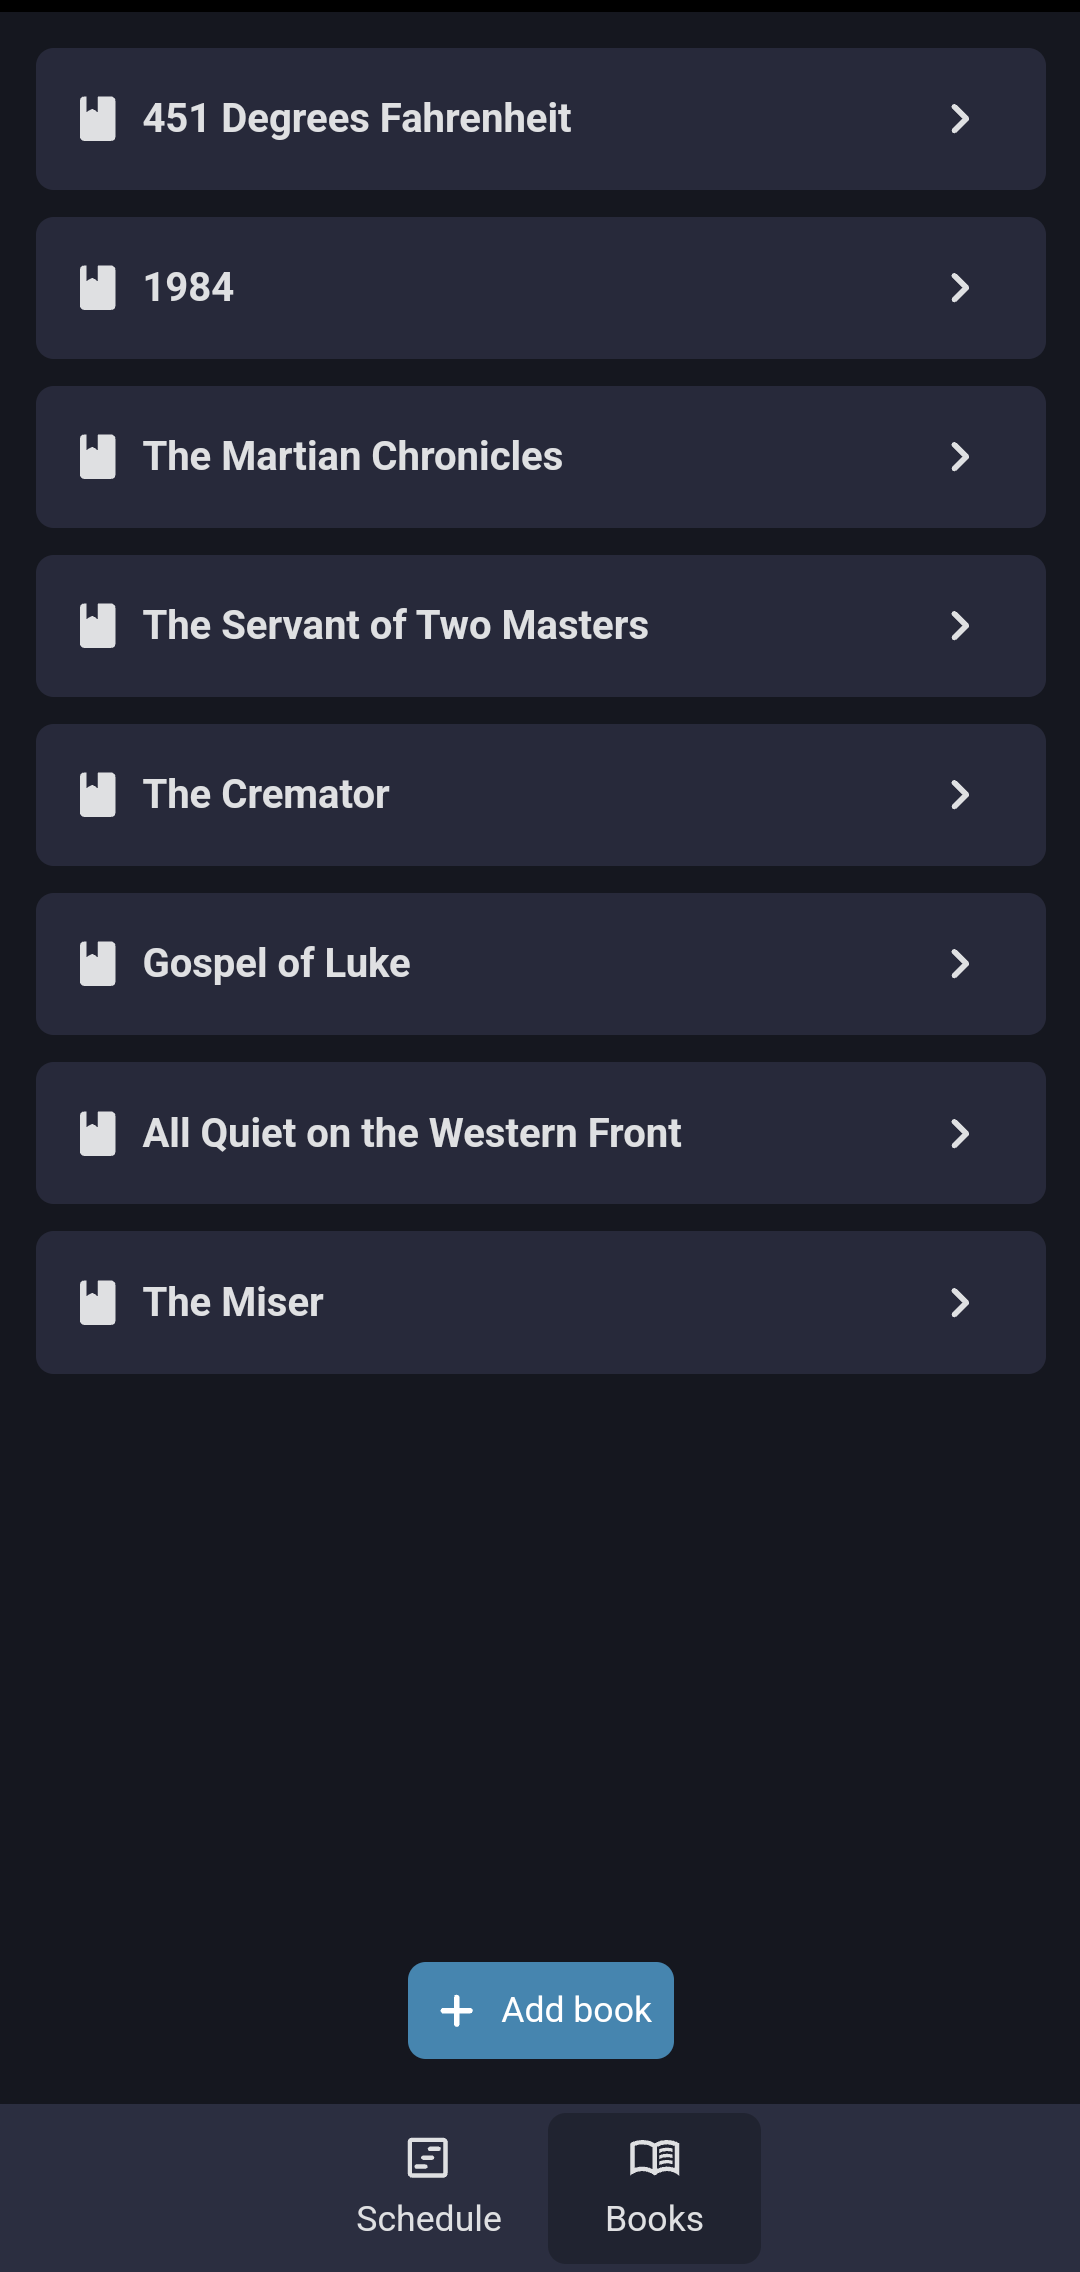 451 Degrees Fahrenheit
1984
The Martian Chronicles
The Servant of Two Masters
The Cremator
Gospel of Luke
All Quiet on the Western Front
The Miser
Add book
Schedule
Books